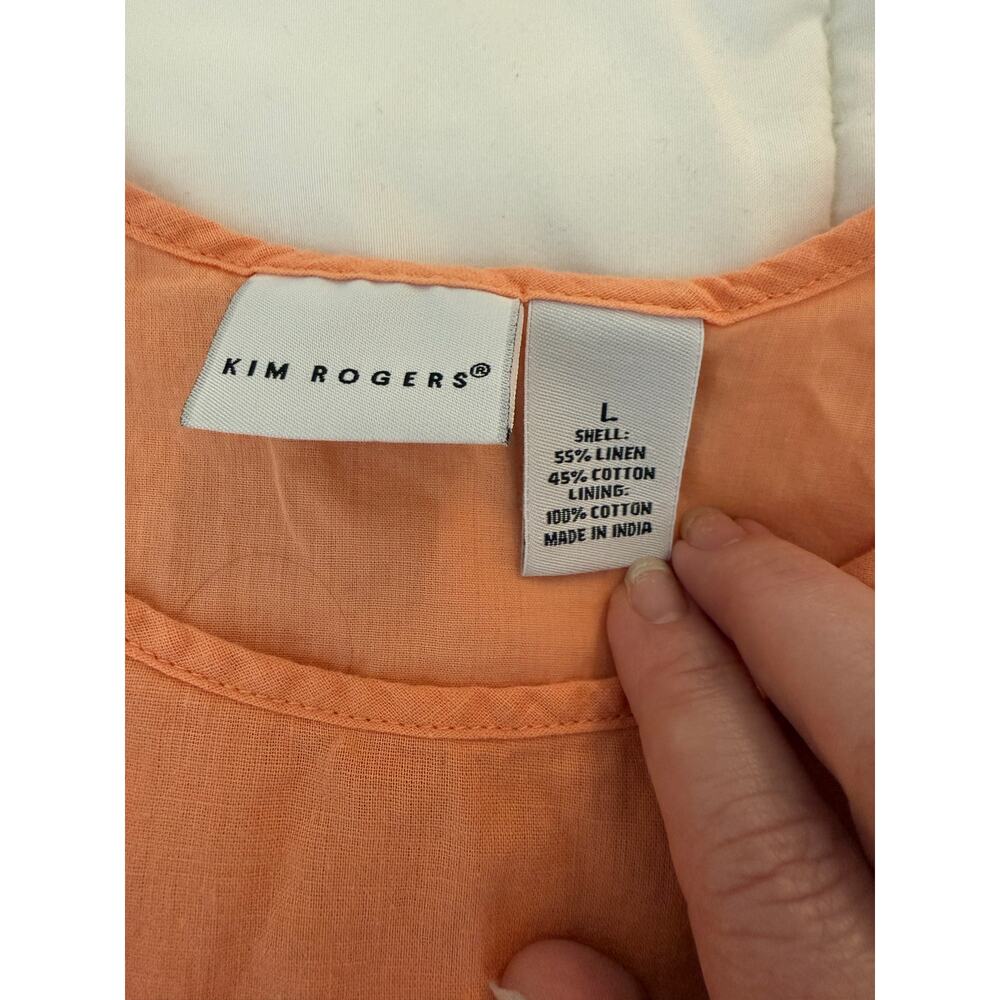 KIM ROGERS®
L
SHELL:
55% LINEN
45% COTTON
LINING:
100% COTTON
MADE IN INDIA